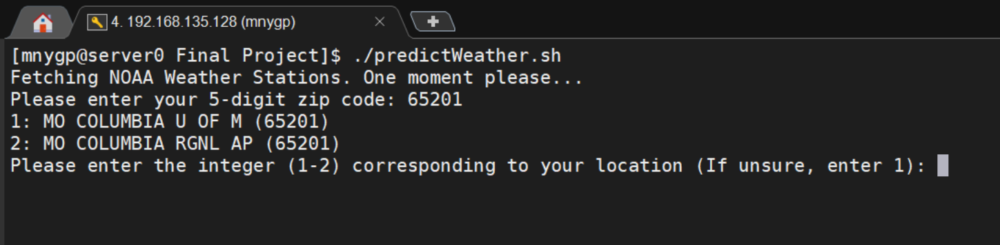 4. 192.168.135.128 (mnygp)
[mnygp@server0 Final Project]$ ./predictWeather.sh
Fetching NOAA Weather Stations. One moment please...
Please enter your 5-digit zip code: 65201
1: MO COLUMBIA U OF M (65201)
2: MO COLUMBIA RGNL AP (65201)
Please enter the integer (1-2) corresponding to your location (If unsure, enter 1):